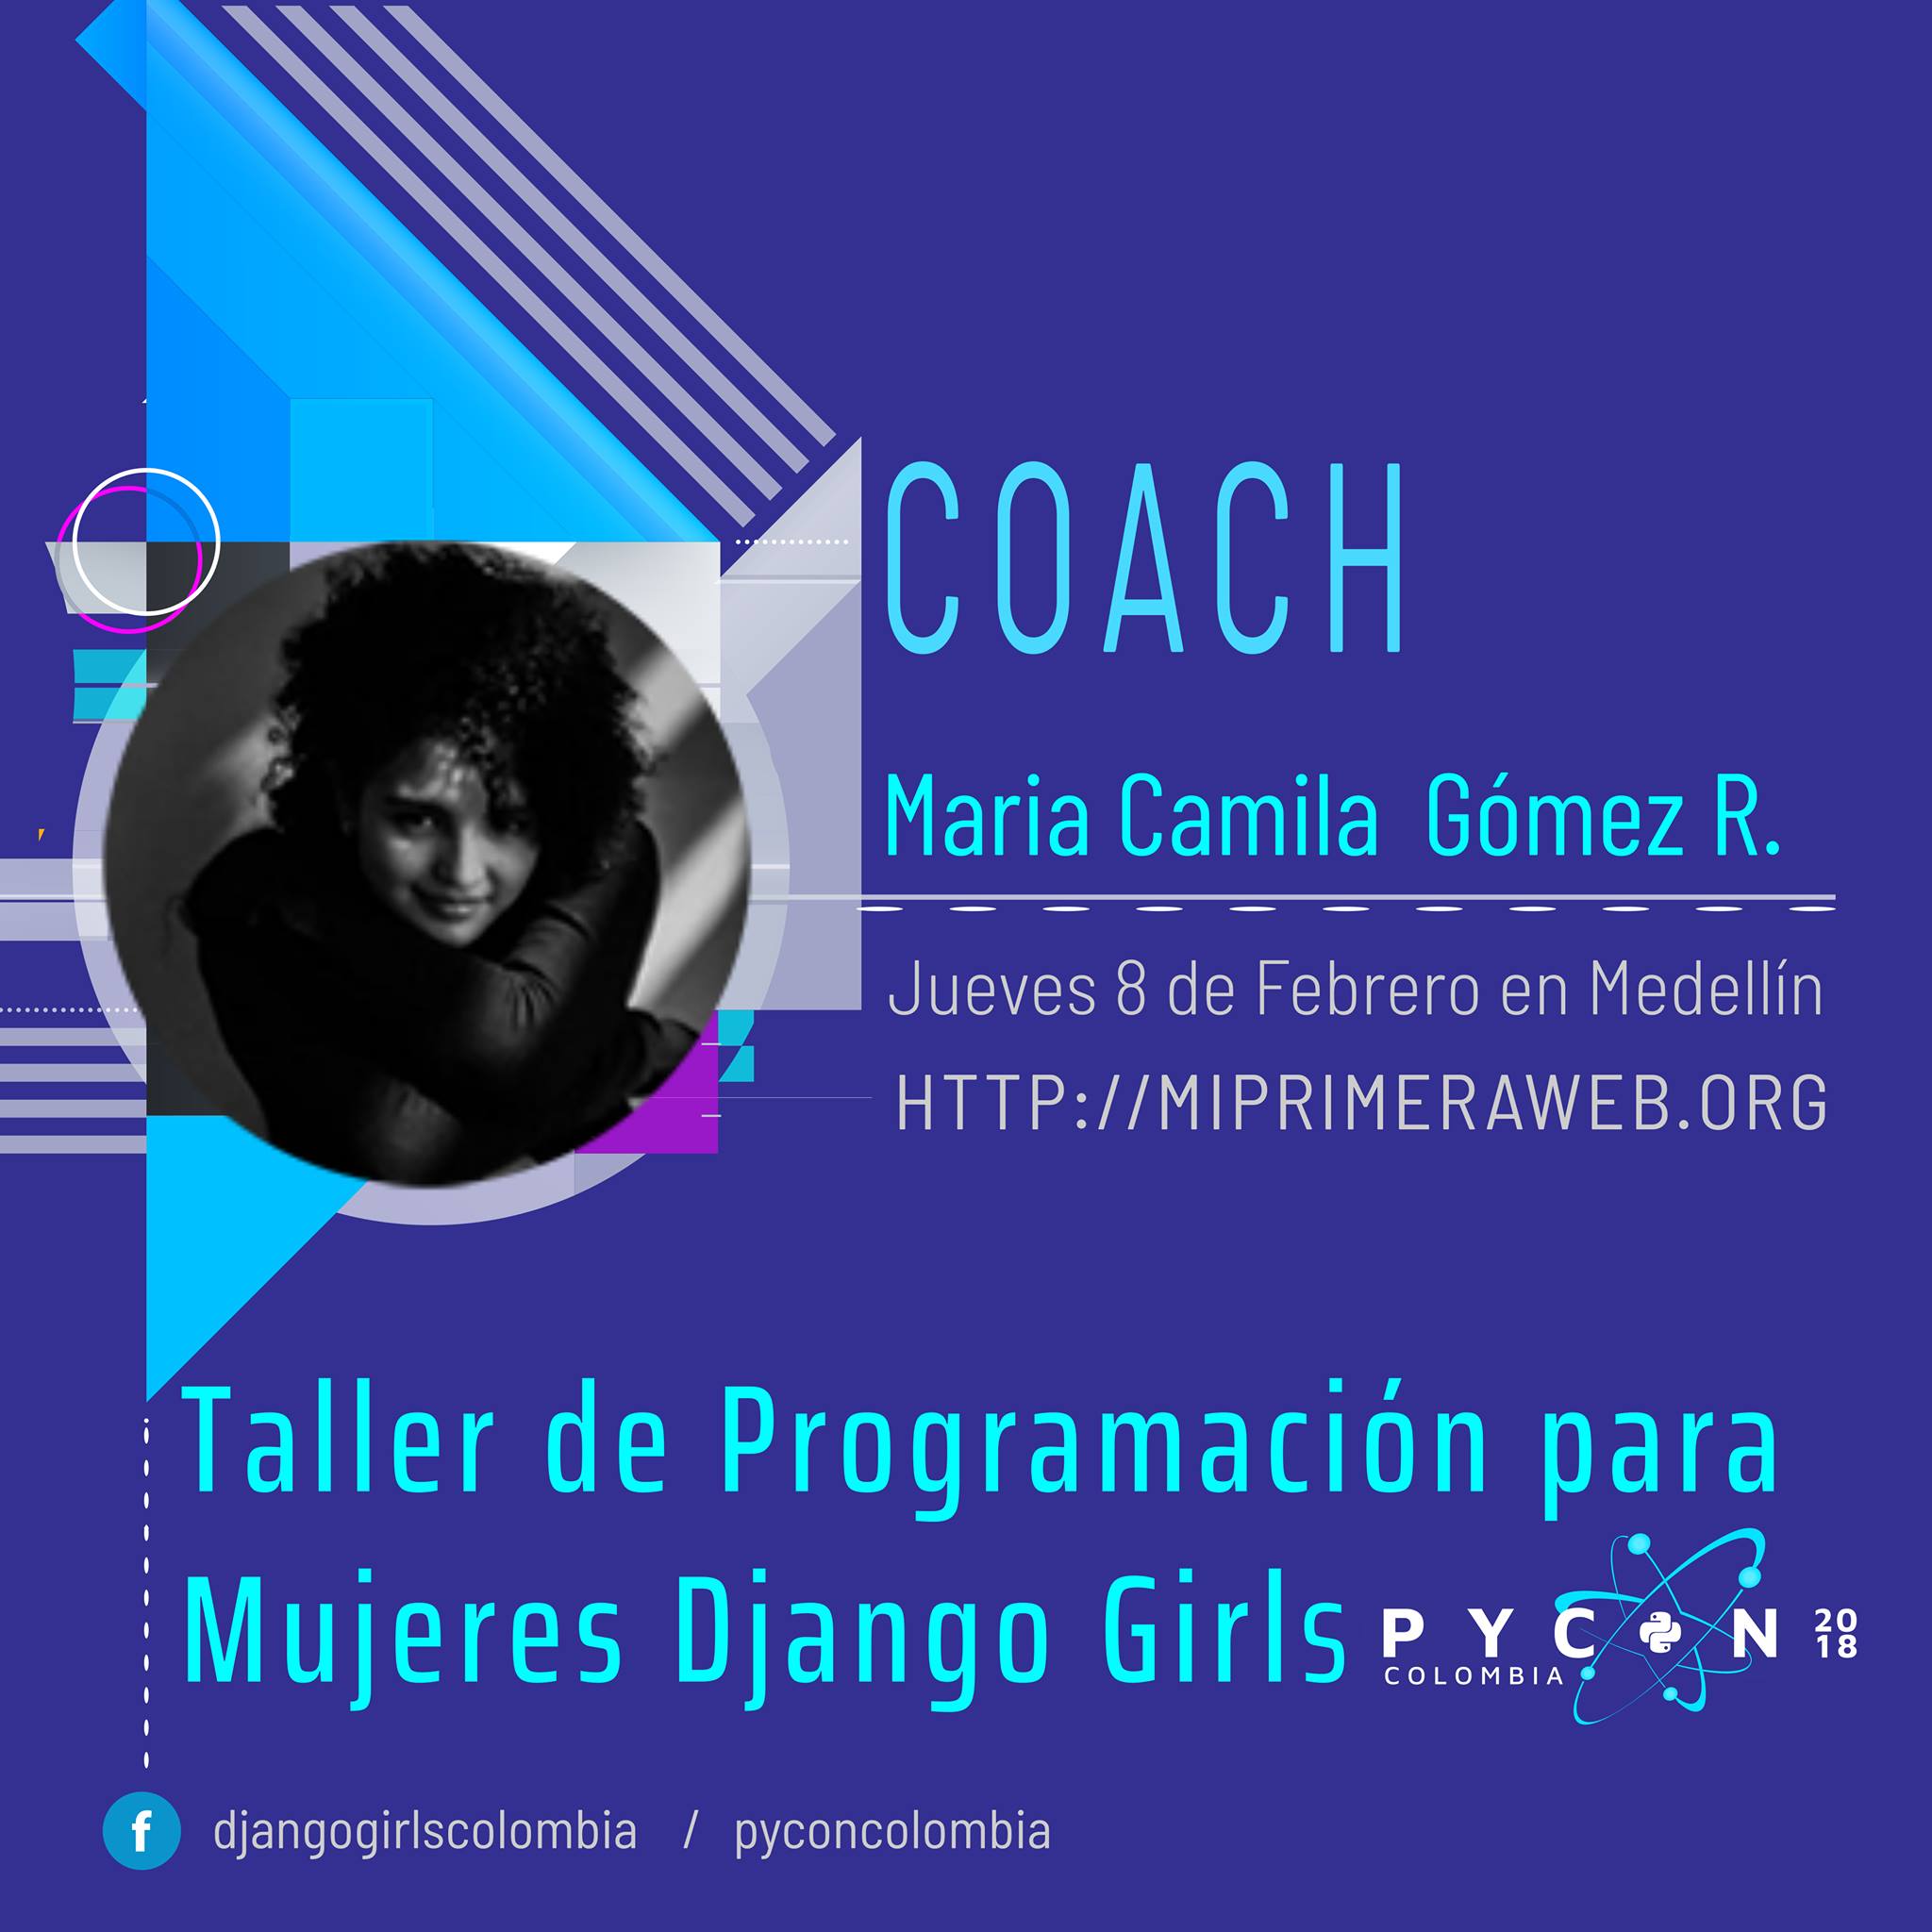 COACH
Maria Camila Gómez R.
Jueves 8 de Febrero en Medellín
HTTP://MIPRIMERAWEB.ORG
Taller de Programación para
Mujeres Django Girls
PYCON 2018
COLOMBIA
f djangogirlscolombia / pyconcolombia